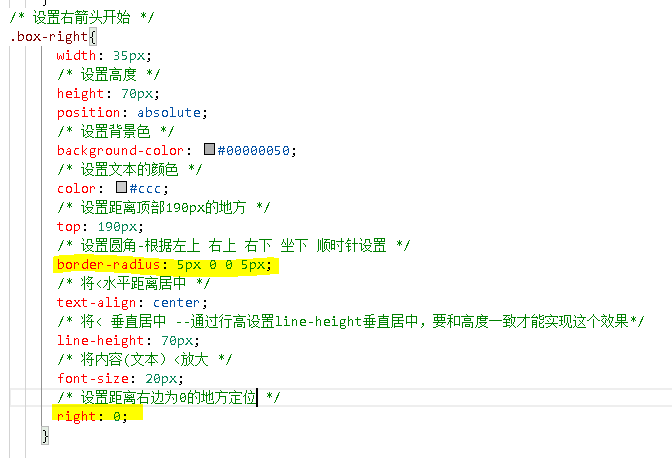 /* 设置右箭头开始 */
.box-right{
width: 35px;
/* 设置高度 */
height: 70px;
position: absolute;
/* 设置背景色 */
background-color: #00000050;
/* 设置文本的颜色 */
color: #ccc;
/* 设置距离顶部190px的地方 */
top: 190px;
/* 设置圆角-根据左上 右上 右下 坐下 顺时针设置 */
border-radius: 5px 0 0 5px;
/* 将<水平距离居中 */
text-align: center;
/* 将< 垂直居中 --通过行高设置line-height垂直居中，要和高度一致才能实现这个效果*/
line-height: 70px;
/* 将内容(文本）<放大 */
font-size: 20px;
/* 设置距离右边为0的地方定位 */
right: 0;
}